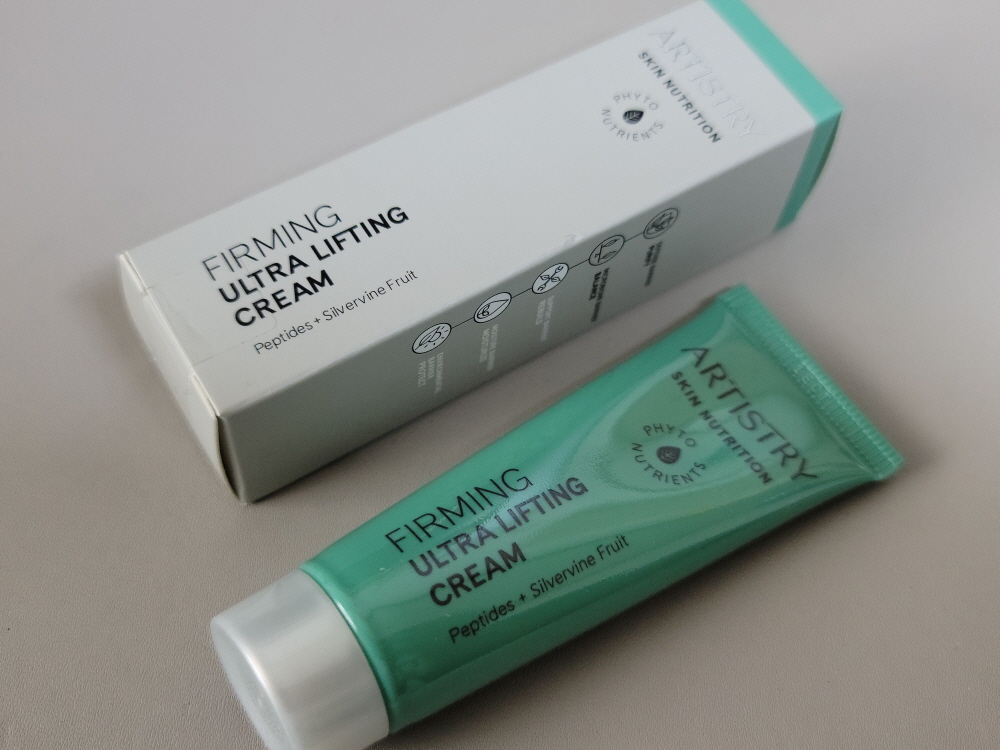 ARTISTRY
SKIN NUTRITION
PHYTO
NUTRIENTS
FIRMING
ULTRA LIFTING
CREAM
Peptides + Silvervine Fruit
BALANCE
ARTISTRY
SKIN NUTRITION
PHYTO
NUTRIENTS
FIRMING
ULTRA LIFTING
CREAM
Peptides + Silvervine Fruit